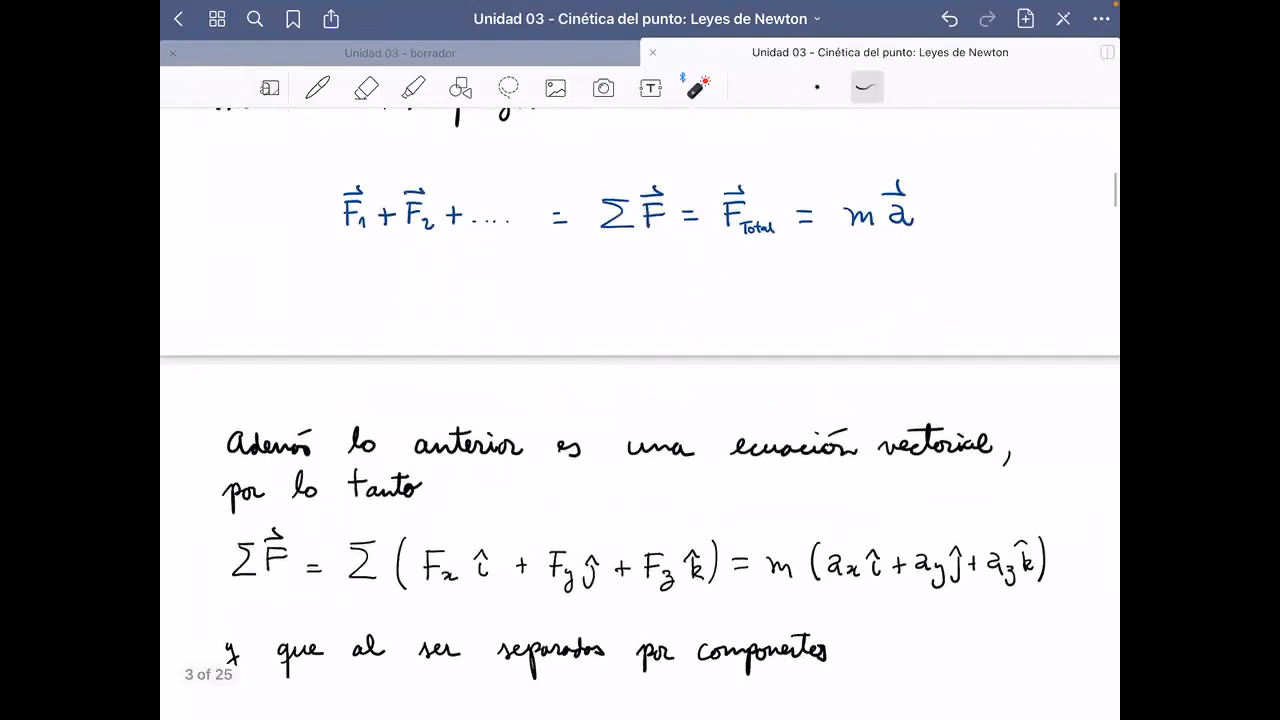 Unidad 03 - Cinética del punto: Leyes de Newton
Unidad 03 - borrador
Unidad 03 - Cinética del punto: Leyes de Newton
F⃗₁ + F⃗₂ + .... = Σ F⃗ = F⃗Total = m a⃗
Además lo anterior es una ecuación vectorial,
por lo tanto
Σ F⃗ = Σ ( Fx î + Fy ĵ + Fz k̂ ) = m ( ax î + ay ĵ + az k̂ )
y que al ser separados por componentes
3 of 25